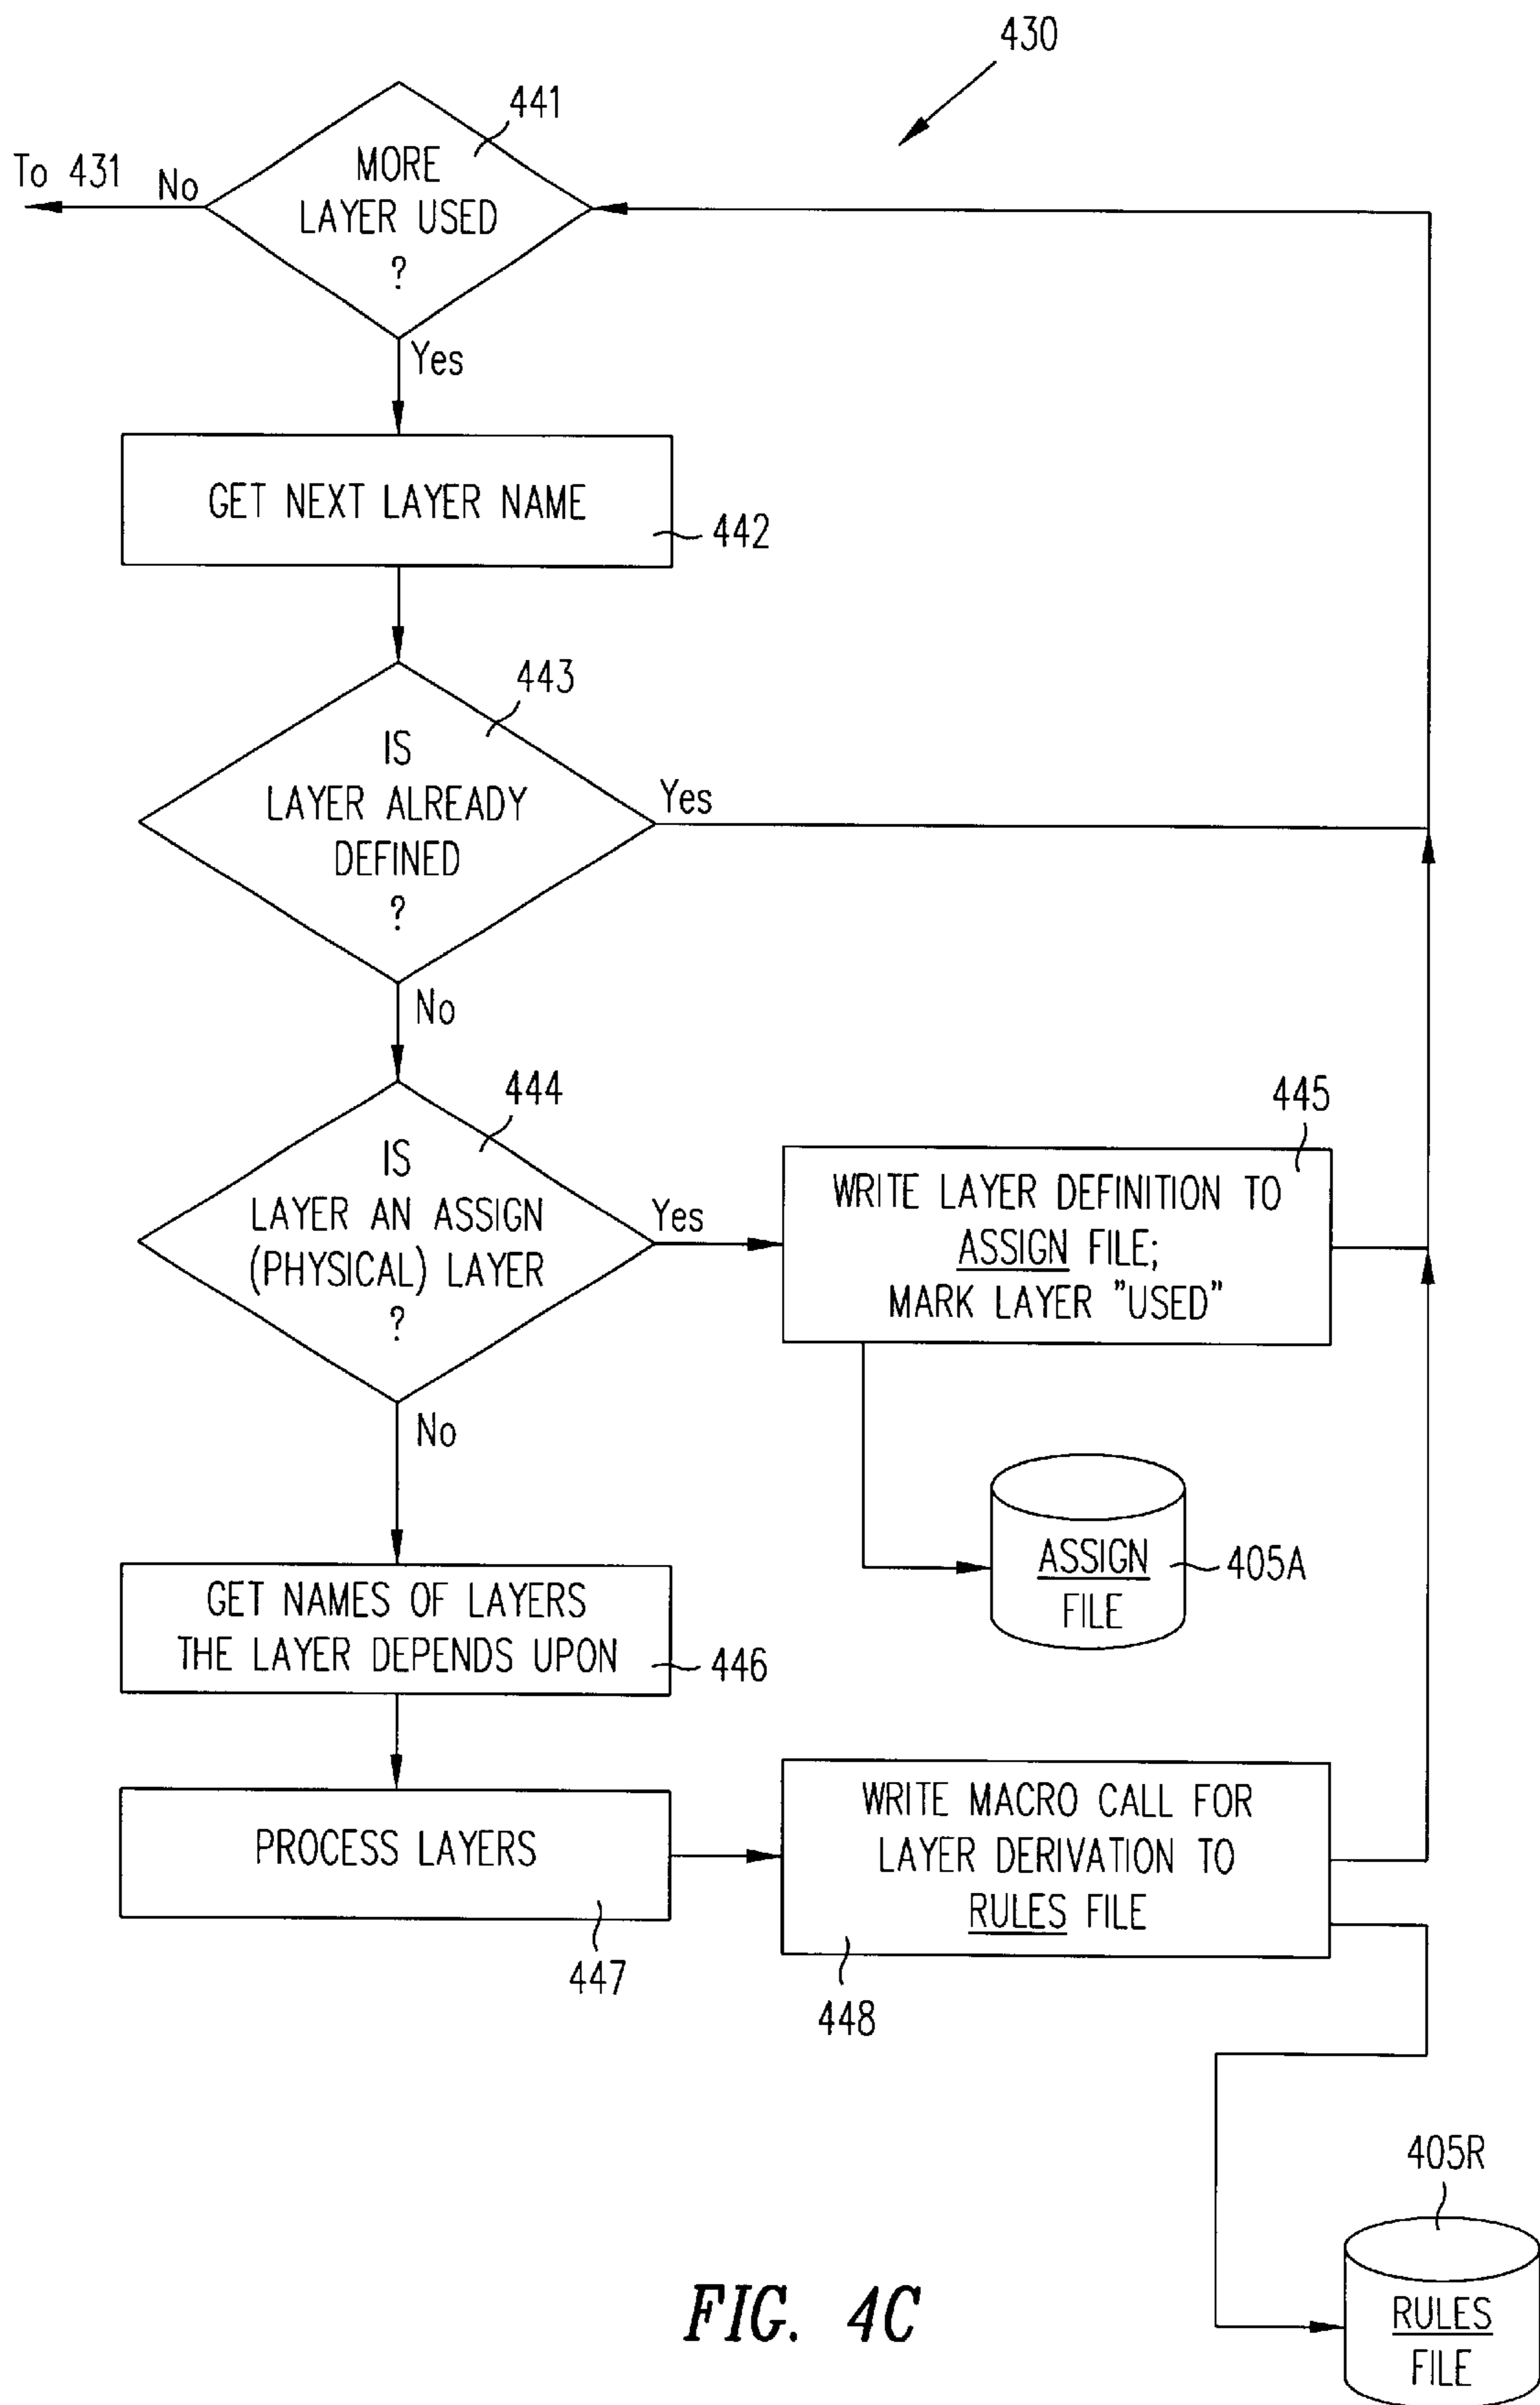 430
441
MORE
LAYER USED
?
To 431
No
Yes
GET NEXT LAYER NAME
442
443
IS
LAYER ALREADY
DEFINED
?
Yes
No
444
IS
LAYER AN ASSIGN
(PHYSICAL) LAYER
?
Yes
No
445
WRITE LAYER DEFINITION TO
ASSIGN FILE;
MARK LAYER "USED"
ASSIGN
FILE
405A
GET NAMES OF LAYERS
THE LAYER DEPENDS UPON
446
PROCESS LAYERS
447
WRITE MACRO CALL FOR
LAYER DERIVATION TO
RULES FILE
448
405R
RULES
FILE
FIG. 4C